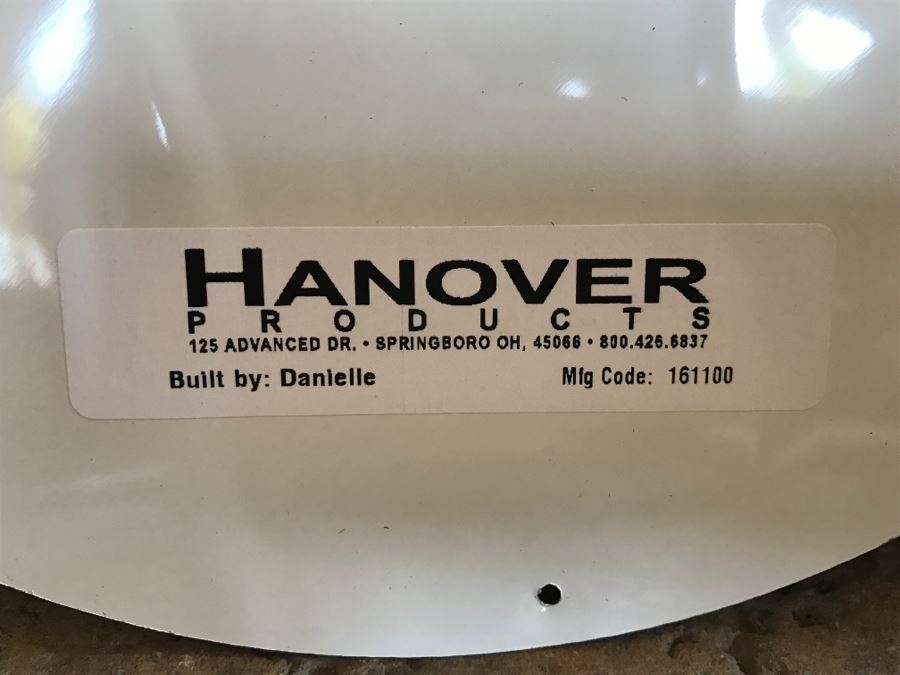 HANOVER
PRODUCTS
125 ADVANCED DR. • SPRINGBORO OH, 45066 • 800.426.6837
Built by: Danielle Mfg Code: 161100